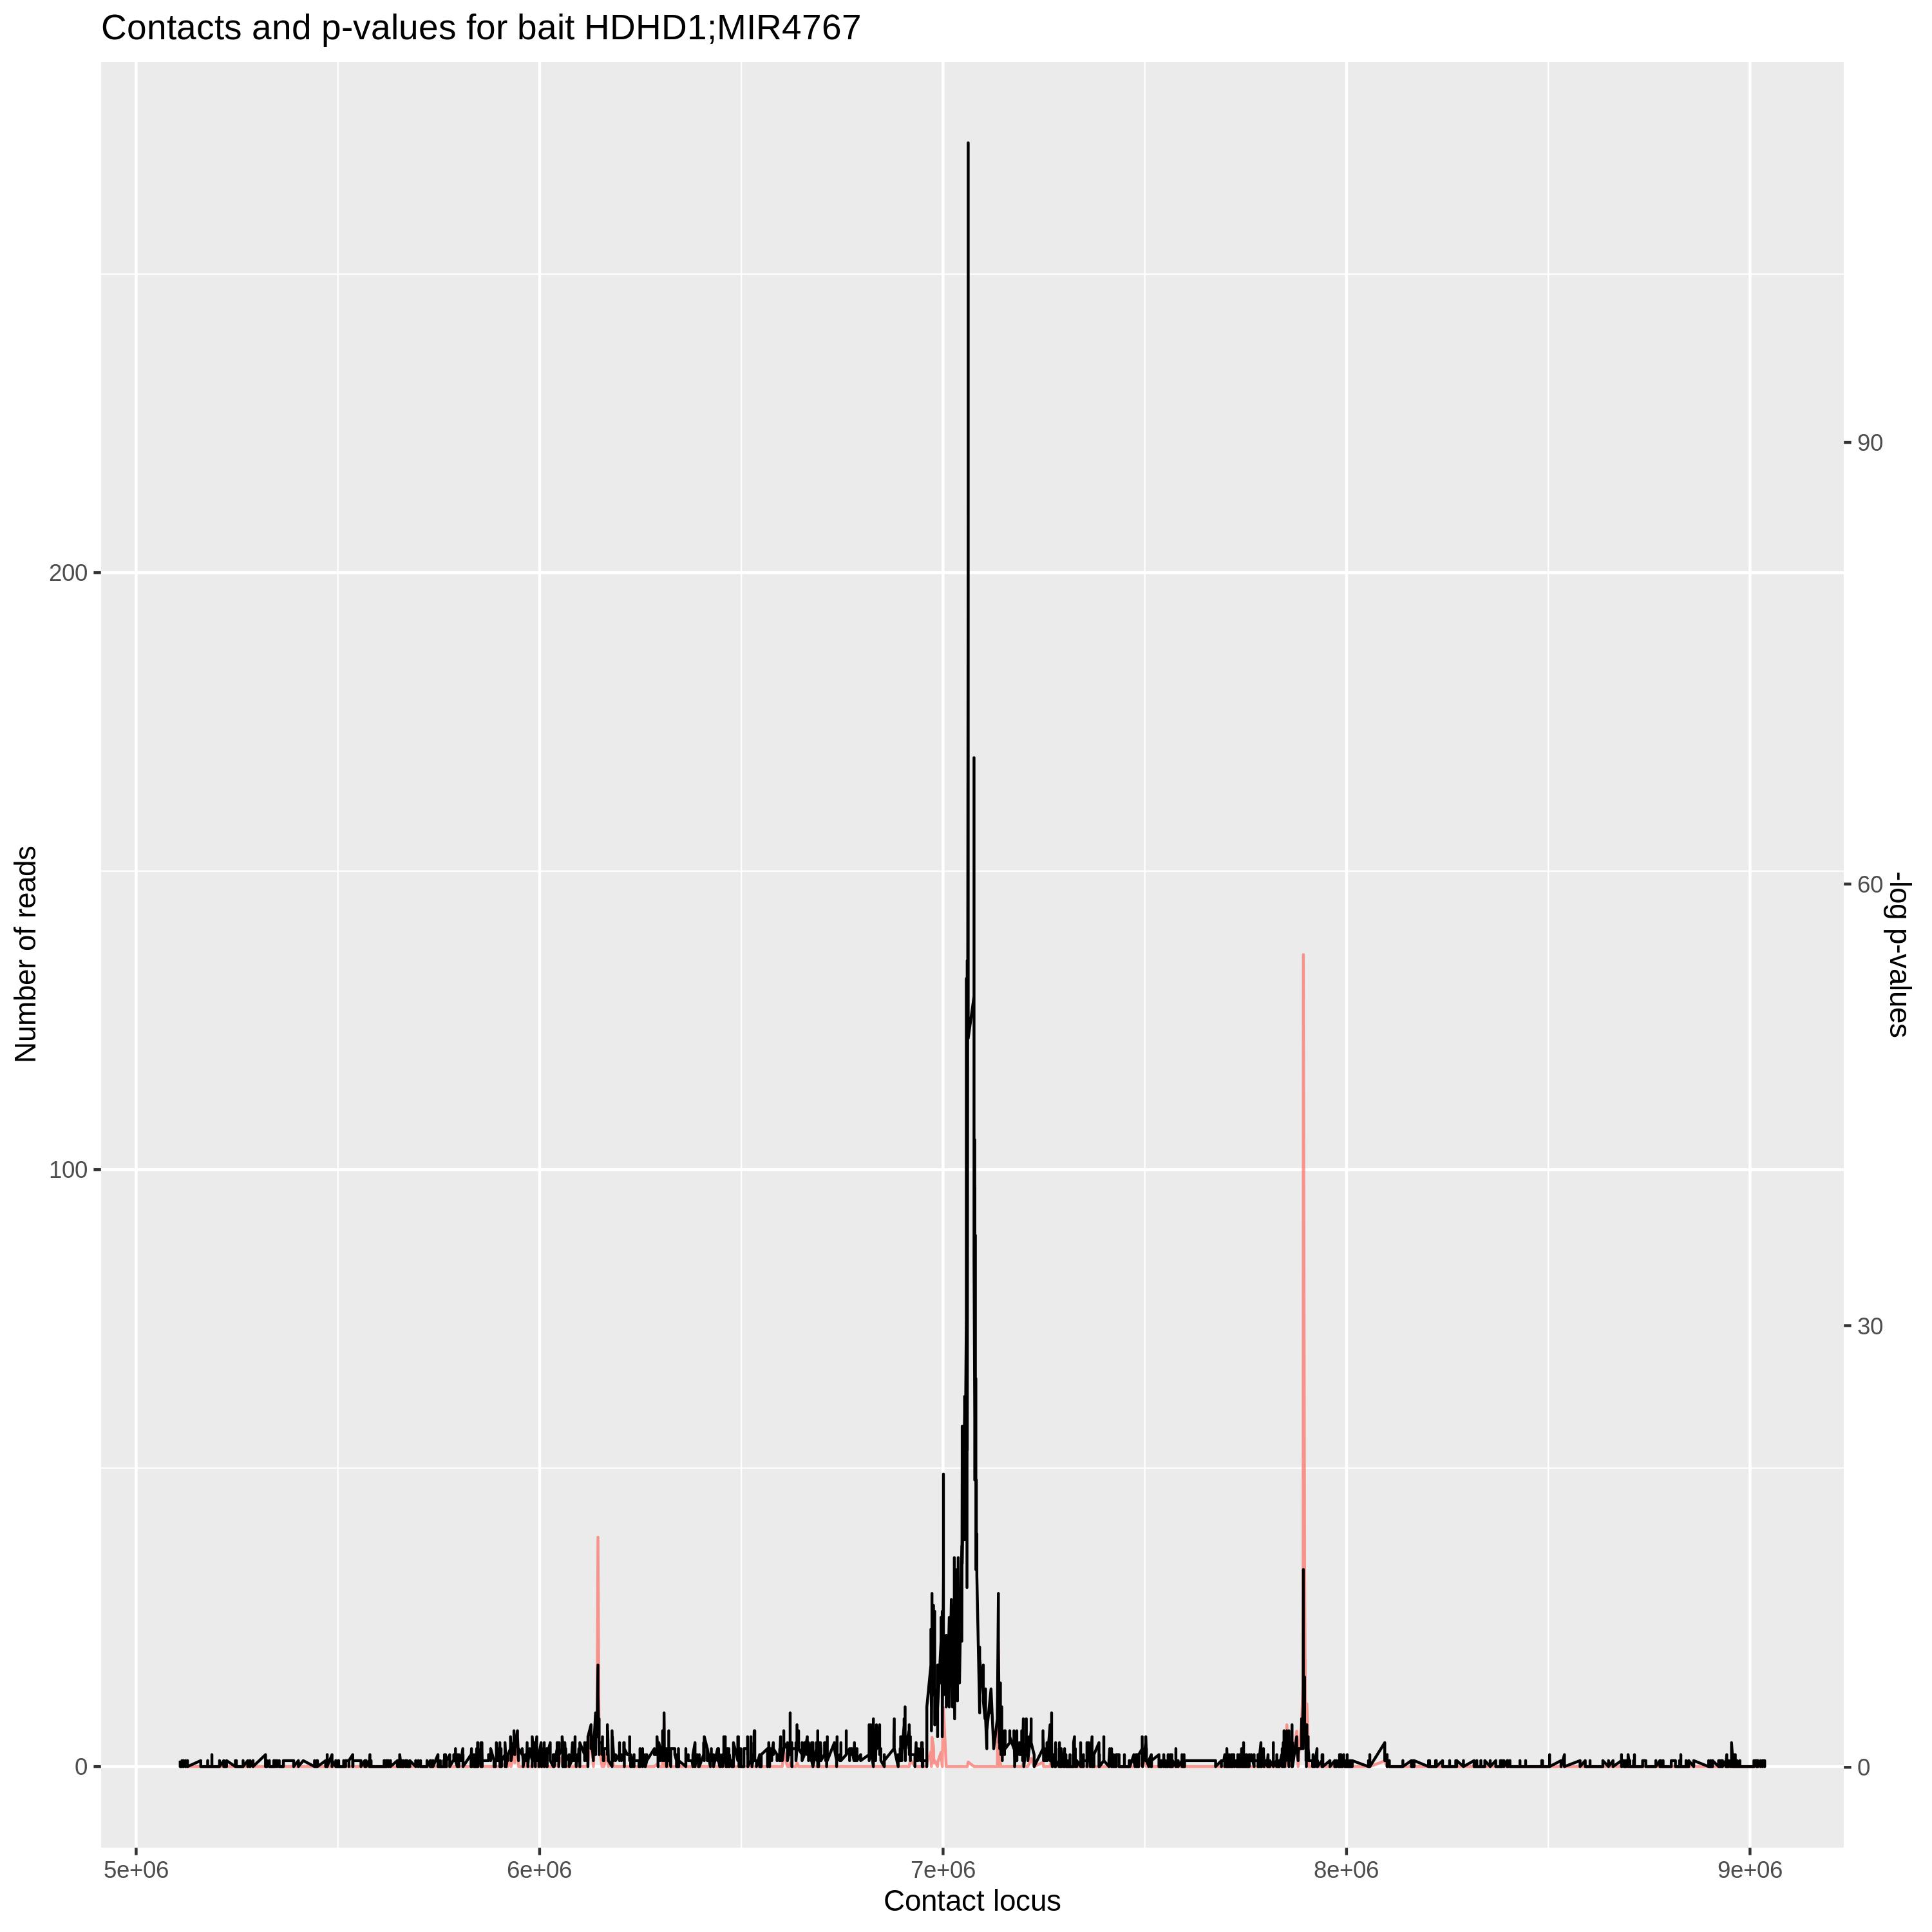 Contacts and p-values for bait HDHD1;MIR4767
Number of reads
200
100
0
90
60
30
0
-log p-values
5e+06 6e+06 7e+06 8e+06 9e+06
Contact locus